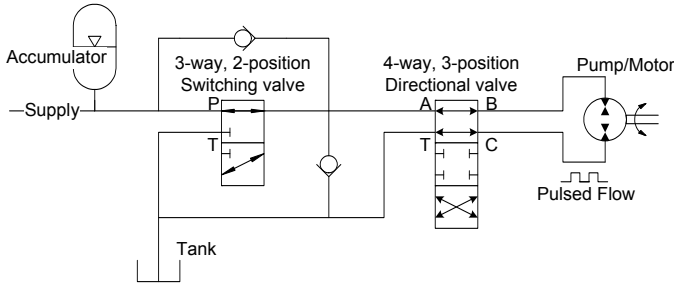 Accumulator
3-way, 2-position
Switching valve
4-way, 3-position
Directional valve
Pump/Motor
Supply
P
A
B
T
T
C
Pulsed Flow
Tank